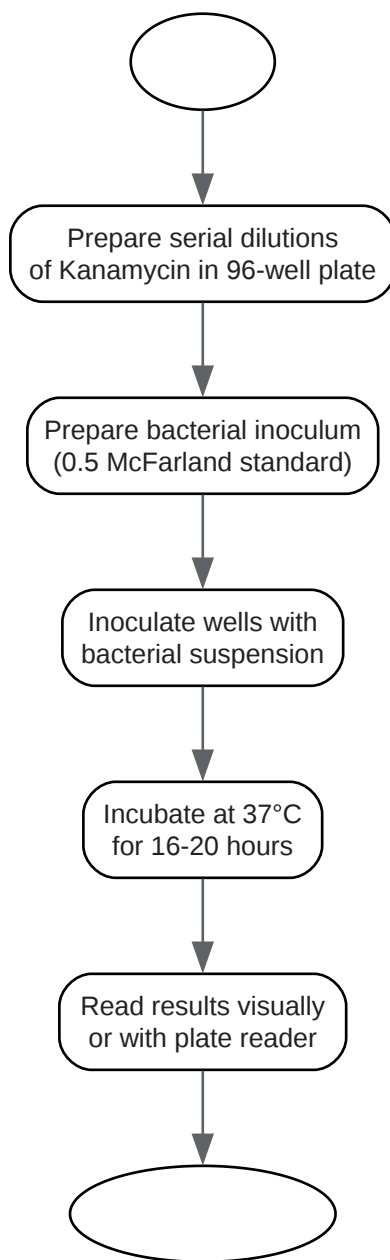 Prepare serial dilutions
of Kanamycin in 96-well plate
Prepare bacterial inoculum
(0.5 McFarland standard)
Inoculate wells with
bacterial suspension
Incubate at 37°C
for 16-20 hours
Read results visually
or with plate reader